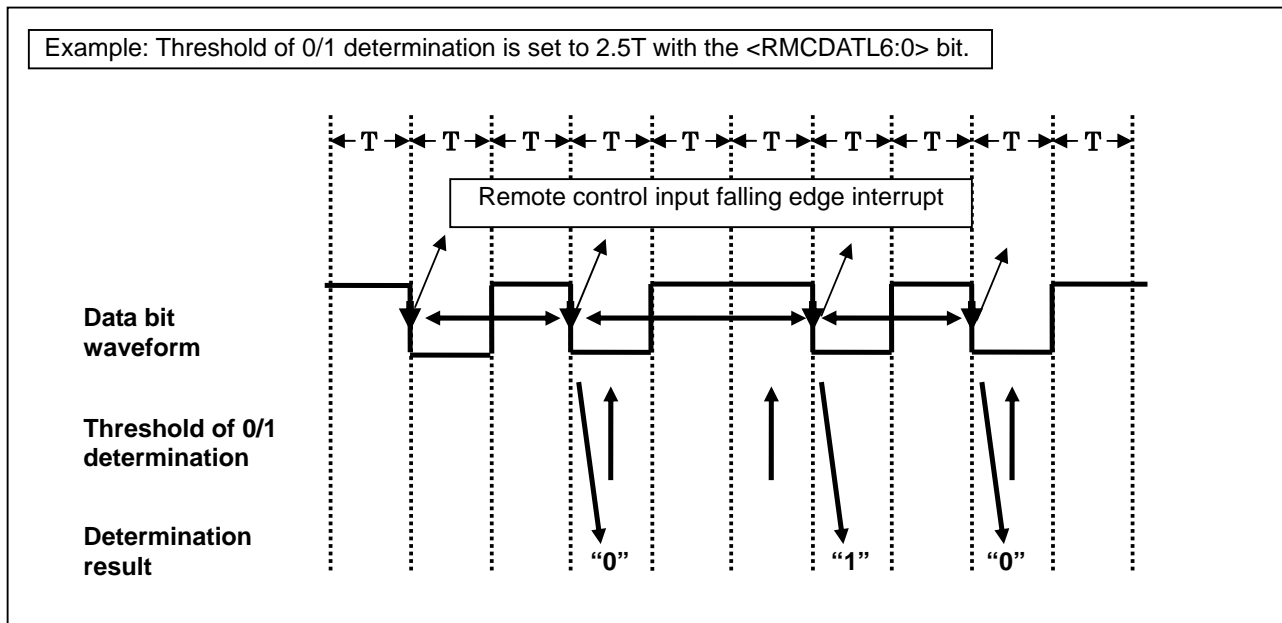 Example: Threshold of 0/1 determination is set to 2.5T with the <RMCDATL6:0> bit.
T T T T T T T T T T
Remote control input falling edge interrupt
Data bit
waveform
Threshold of 0/1
determination
Determination
result
“0” “1” “0”